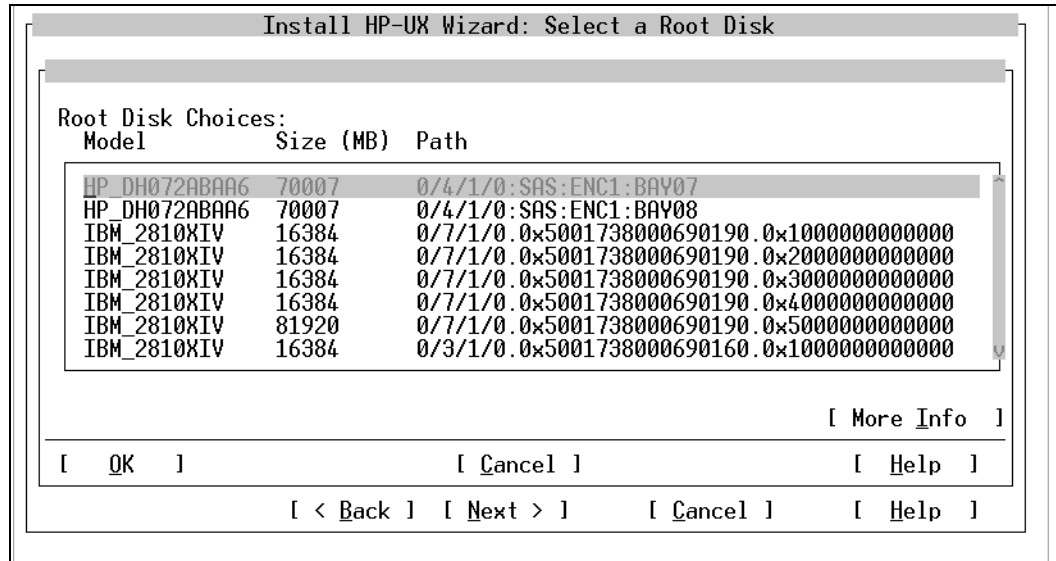 Install HP-UX Wizard: Select a Root Disk
Root Disk Choices:
Model Size (MB) Path
HP_DH072ABAA6 70007 0/4/1/0:SAS:ENC1:BAY07
HP_DH072ABAA6 70007 0/4/1/0:SAS:ENC1:BAY08
IBM_2810XIV 16384 0/7/1/0.0x5001738000690190.0x1000000000000
IBM_2810XIV 16384 0/7/1/0.0x5001738000690190.0x2000000000000
IBM_2810XIV 16384 0/7/1/0.0x5001738000690190.0x3000000000000
IBM_2810XIV 16384 0/7/1/0.0x5001738000690190.0x4000000000000
IBM_2810XIV 81920 0/7/1/0.0x5001738000690190.0x5000000000000
IBM_2810XIV 16384 0/3/1/0.0x5001738000690160.0x1000000000000
[ More Info ]
[ OK ] [ Cancel ] [ Help ]
[ < Back ] [ Next > ] [ Cancel ] [ Help ]